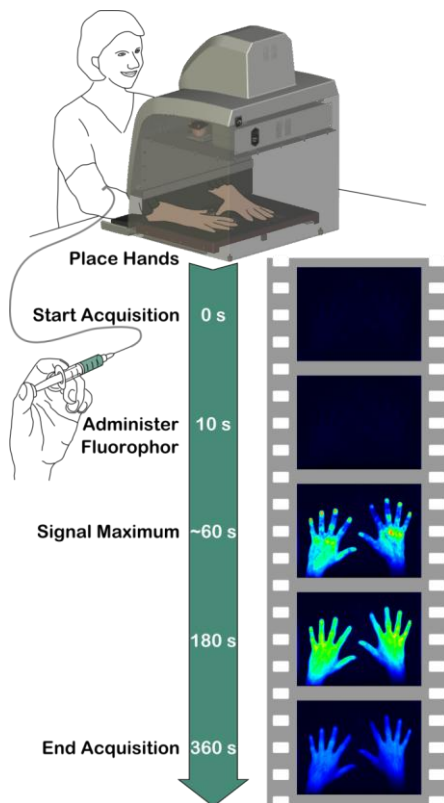 Place Hands
Start Acquisition 0 s
Administer
Fluorophor 10 s
Signal Maximum ~60 s
180 s
End Acquisition 360 s